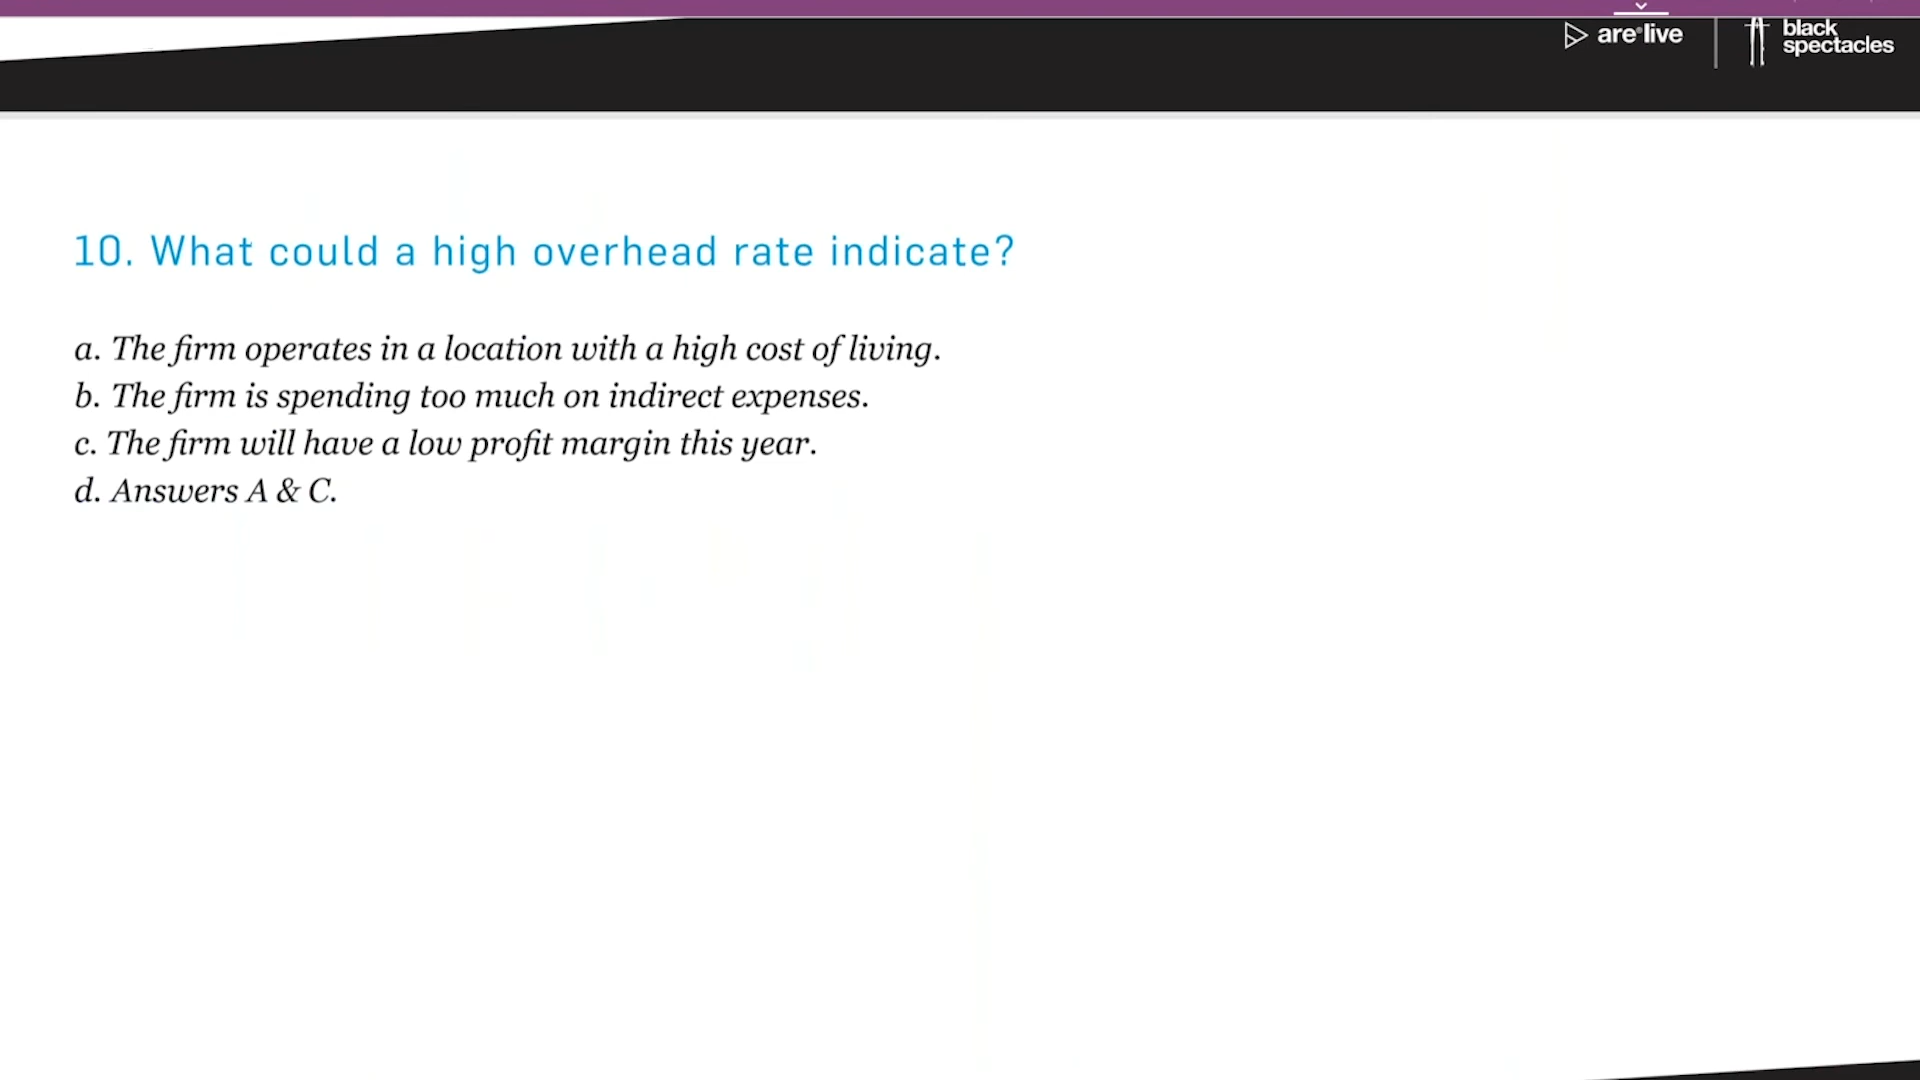 are live
black
spectacles
10. What could a high overhead rate indicate?
a. The firm operates in a location with a high cost of living.
b. The firm is spending too much on indirect expenses.
c. The firm will have a low profit margin this year.
d. Answers A & C.